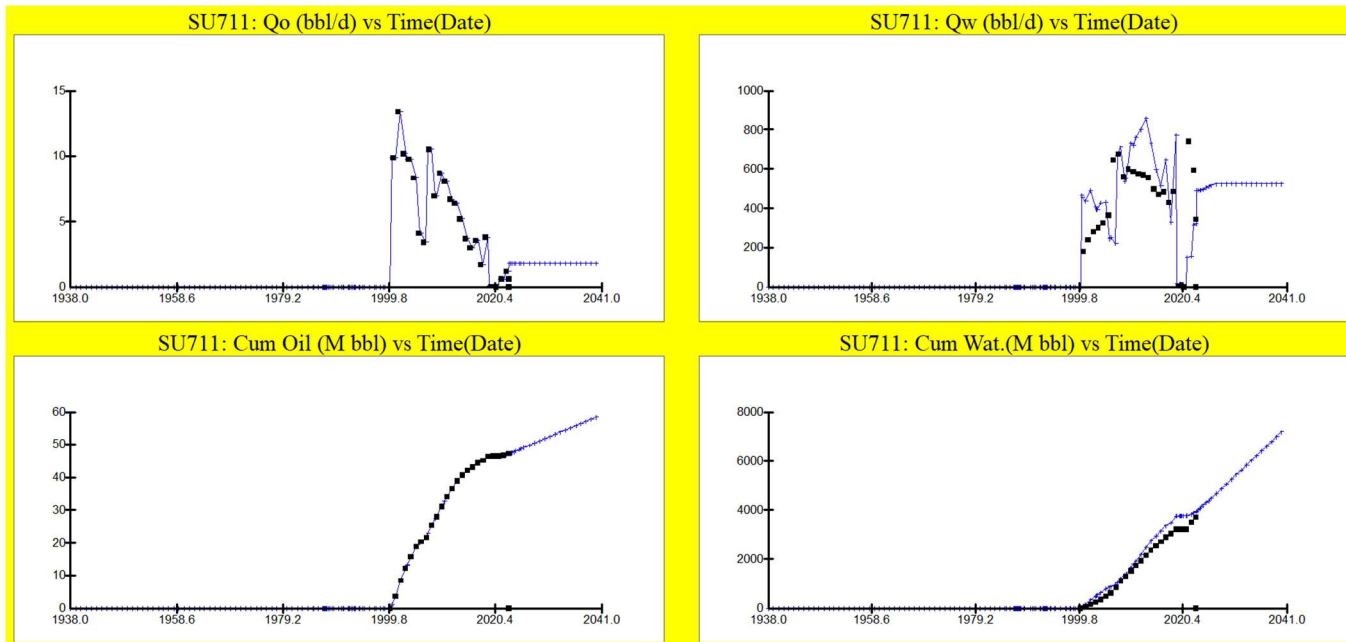 SU711: Qo (bbl/d) vs Time(Date)
15
10
5
0
1938.0 1958.6 1979.2 1999.8 2020.4 2041.0
SU711: Qw (bbl/d) vs Time(Date)
1000
800
600
400
200
0
1938.0 1958.6 1979.2 1999.8 2020.4 2041.0
SU711: Cum Oil (M bbl) vs Time(Date)
60
50
40
30
20
10
0
1938.0 1958.6 1979.2 1999.8 2020.4 2041.0
SU711: Cum Wat.(M bbl) vs Time(Date)
8000
6000
4000
2000
0
1938.0 1958.6 1979.2 1999.8 2020.4 2041.0